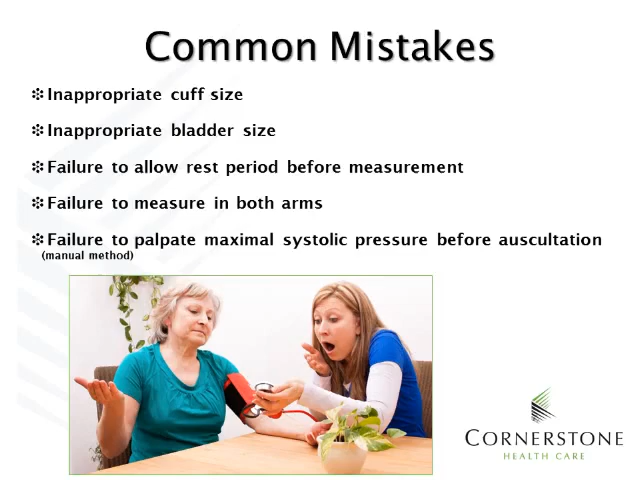 Common Mistakes
❉Inappropriate cuff size
❉Inappropriate bladder size
❉Failure to allow rest period before measurement
❉Failure to measure in both arms
❉Failure to palpate maximal systolic pressure before auscultation
(manual method)
CORNERSTONE
HEALTH CARE